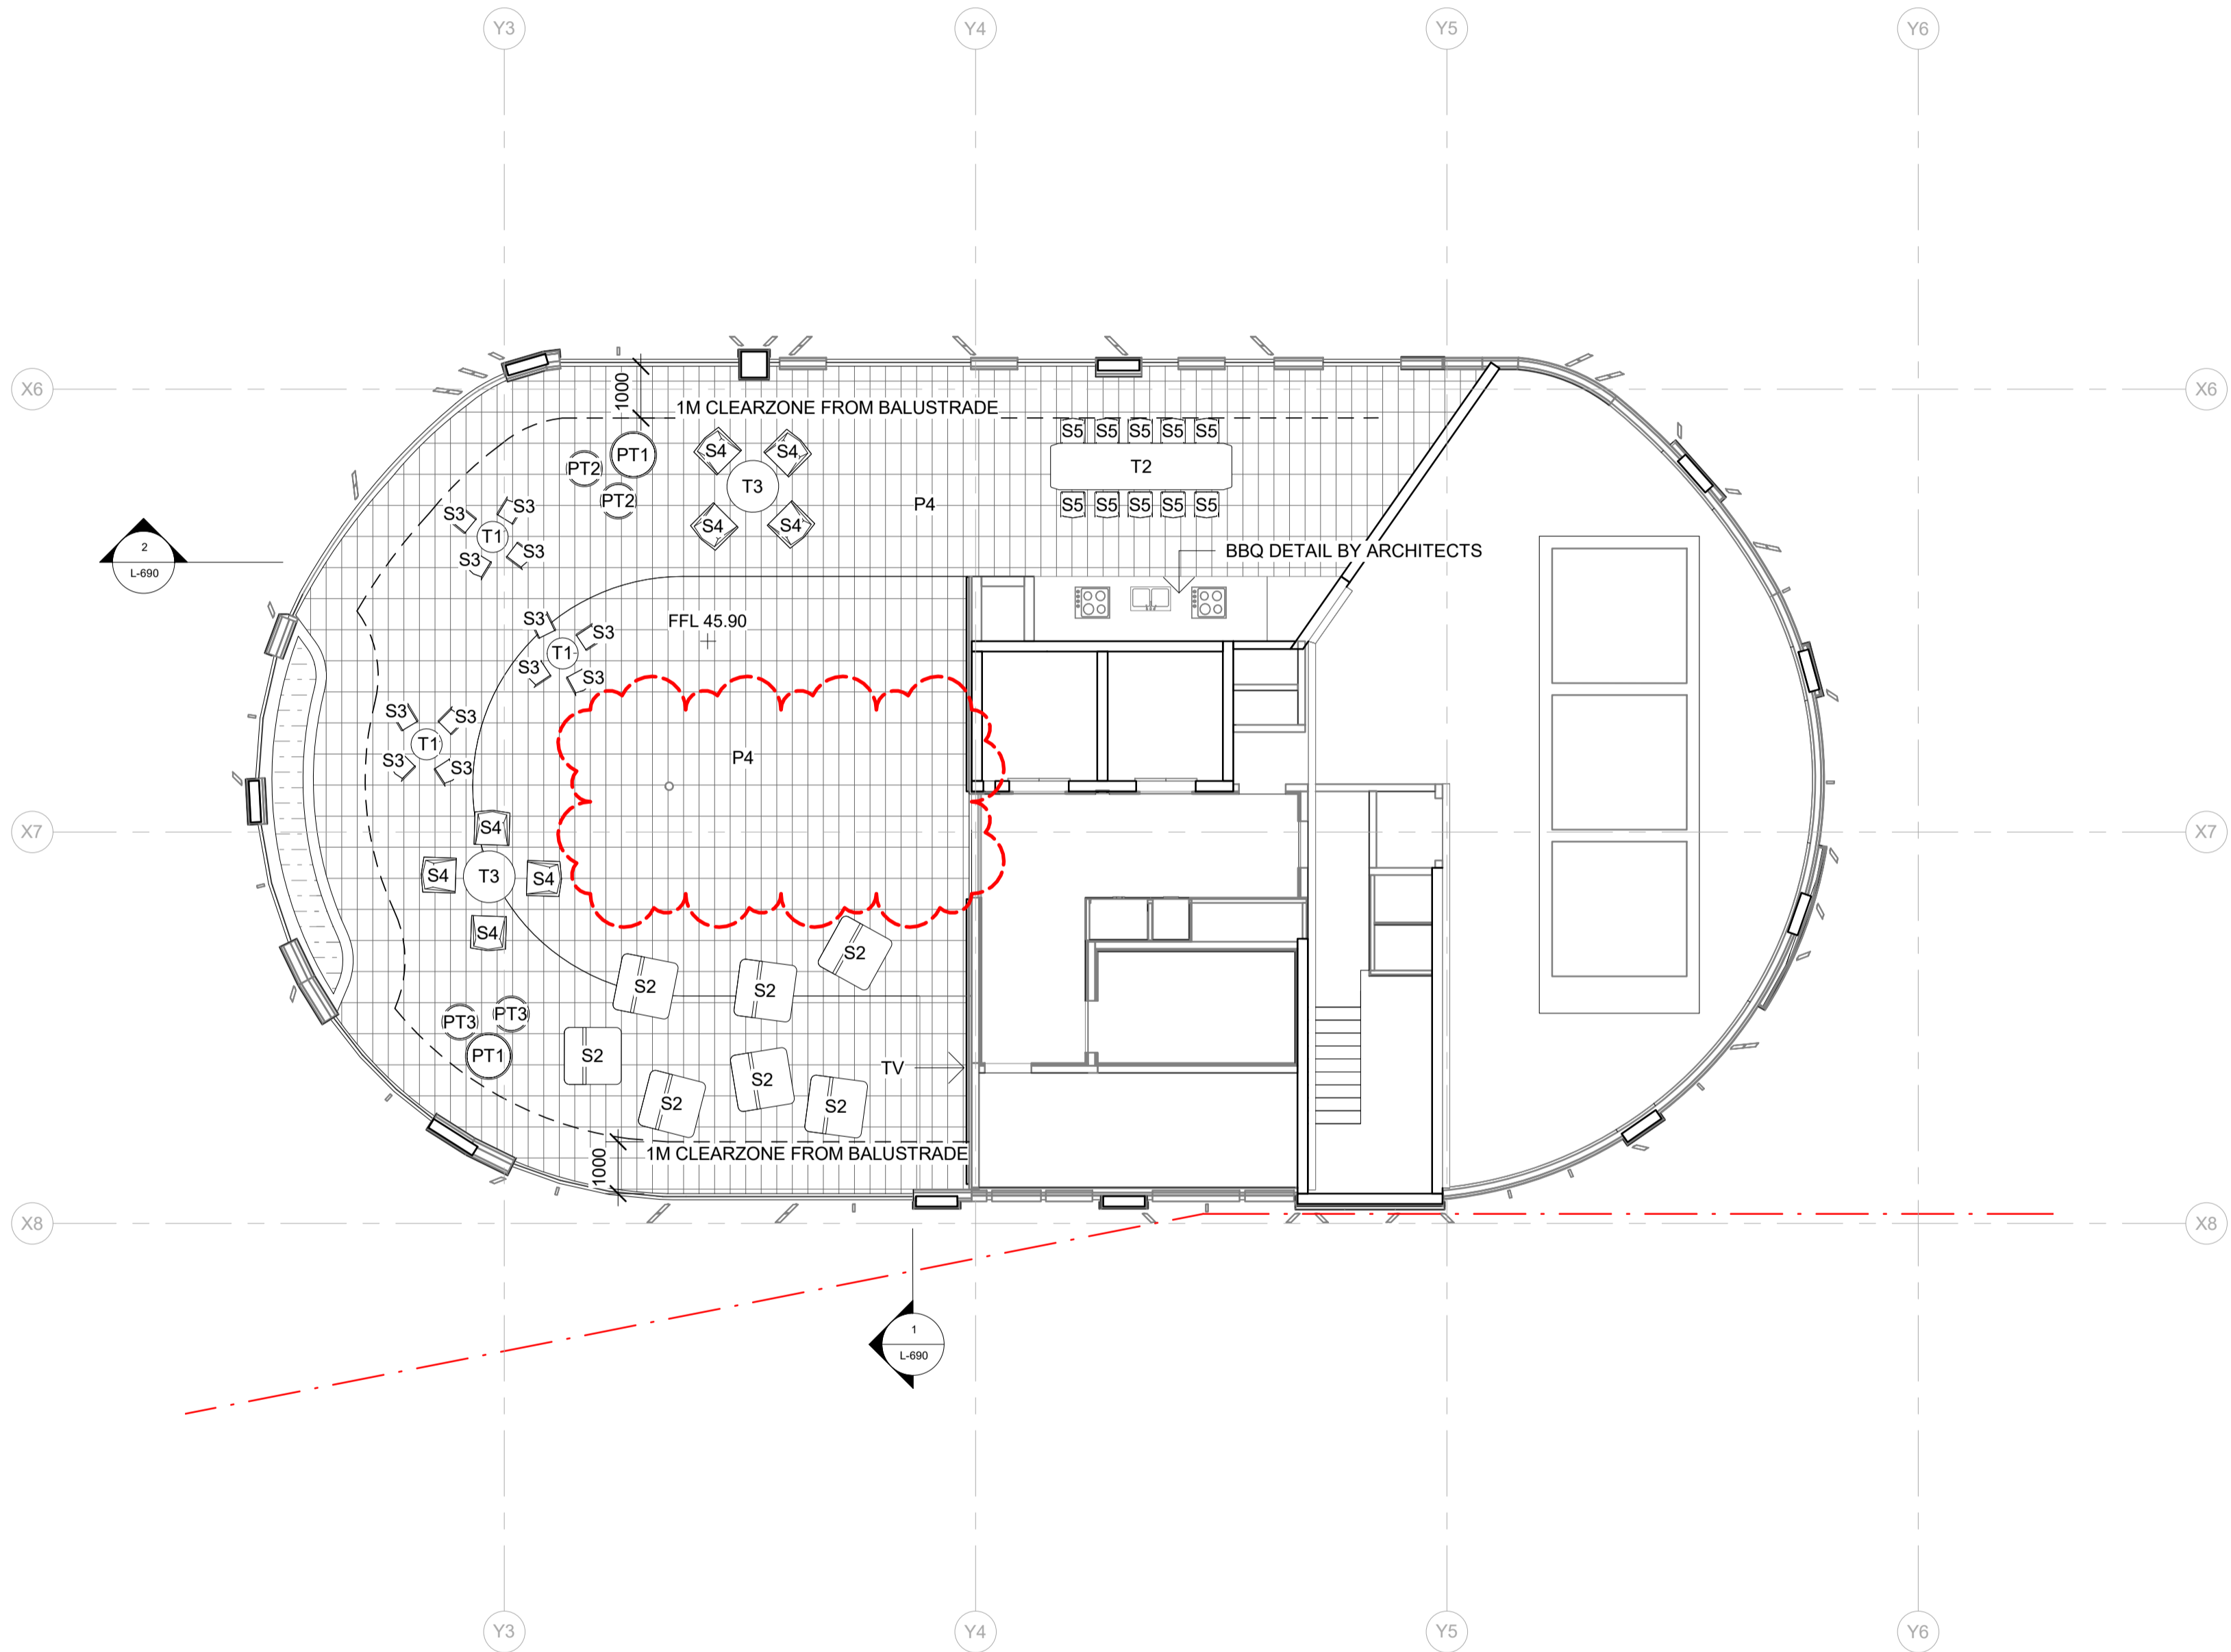 Y3 Y4 Y5 Y6
X6 X6
1000
1M CLEARZONE FROM BALUSTRADE
S5 S5 S5 S5 S5
PT1 S4 S4
PT2 T3 T2
PT2 P4 S5 S5 S5 S5 S5
S3 S3 S4 S4
T1
S3 S3
2
L-690
BBQ DETAIL BY ARCHITECTS
S3 FFL 45.90
S3
T1
S3 S3
S3 S3
T1 P4
S3 S3
X7 S4 X7
S4 T3 S4
S4
S2
S2 S2
PT3 PT3
PT1 S2 TV
S2 S2 S2
1M CLEARZONE FROM BALUSTRADE
1000
X8 X8
1
L-690
Y3 Y4 Y5 Y6